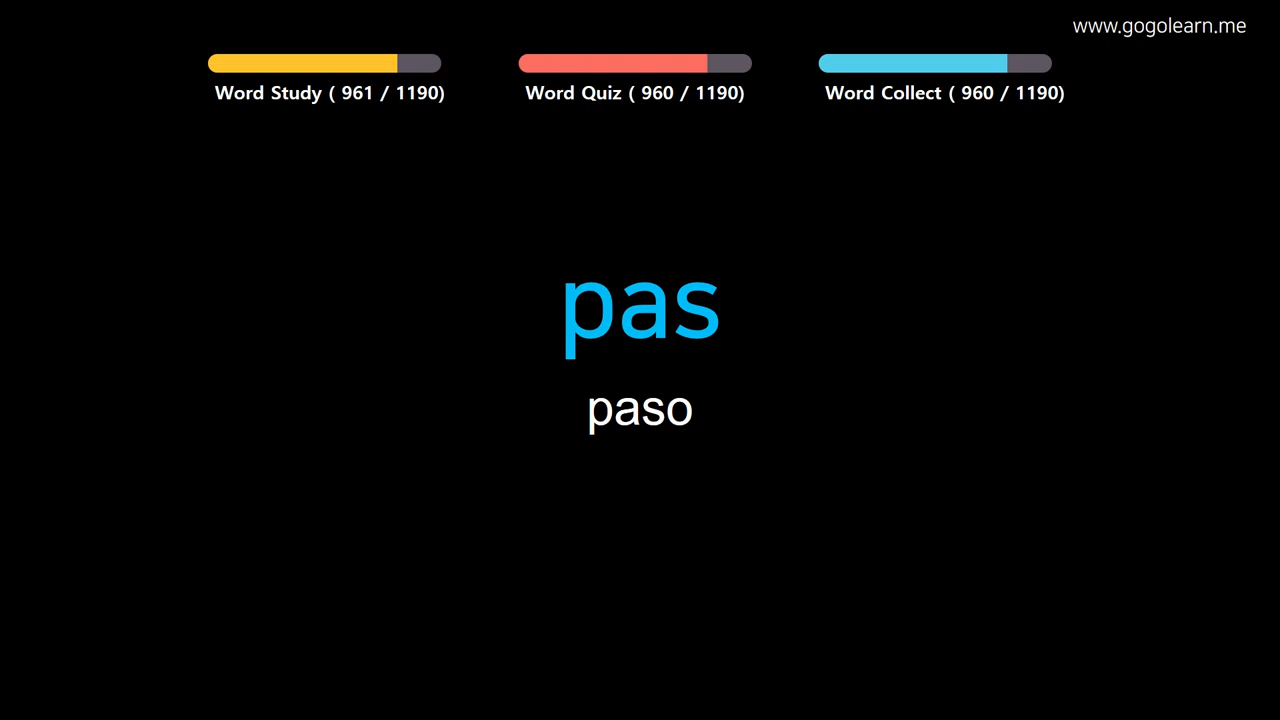 www.gogolearn.me
Word Study ( 961 / 1190)
Word Quiz ( 960 / 1190)
Word Collect ( 960 / 1190)
pas
paso